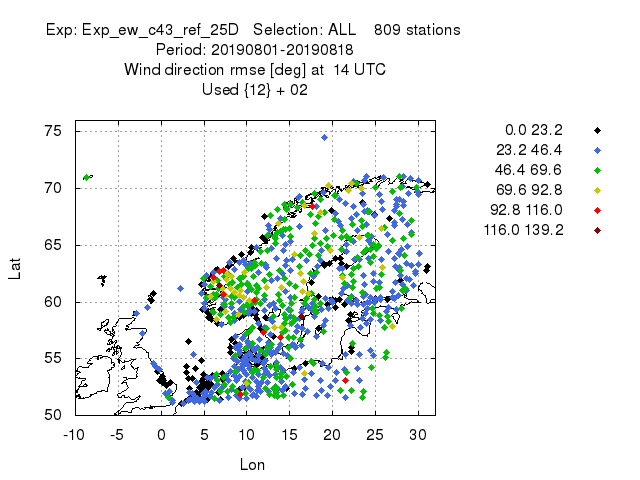 Exp: Exp_ew_c43_ref_25D Selection: ALL 809 stations
Period: 20190801-20190818
Wind direction rmse [deg] at 14 UTC
Used {12} + 02
0.0 23.2
23.2 46.4
46.4 69.6
69.6 92.8
92.8 116.0
116.0 139.2
Lat
75
70
65
60
55
50
-10 -5 0 5 10 15 20 25 30
Lon